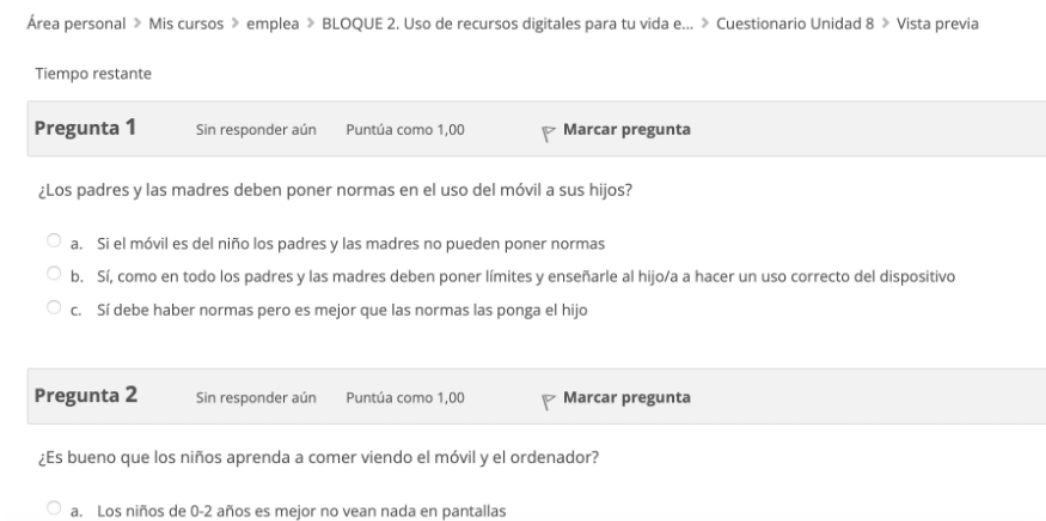 Área personal > Mis cursos > emplea > BLOQUE 2. Uso de recursos digitales para tu vida e... > Cuestionario Unidad 8 > Vista previa
Tiempo restante
Pregunta 1 Sin responder aún Puntúa como 1,00 Marcar pregunta
¿Los padres y las madres deben poner normas en el uso del móvil a sus hijos?
a. Si el móvil es del niño los padres y las madres no pueden poner normas
b. Sí, como en todo los padres y las madres deben poner límites y enseñarle al hijo/a a hacer un uso correcto del dispositivo
c. Sí debe haber normas pero es mejor que las normas las ponga el hijo
Pregunta 2 Sin responder aún Puntúa como 1,00 Marcar pregunta
¿Es bueno que los niños aprenda a comer viendo el móvil y el ordenador?
a. Los niños de 0-2 años es mejor no vean nada en pantallas